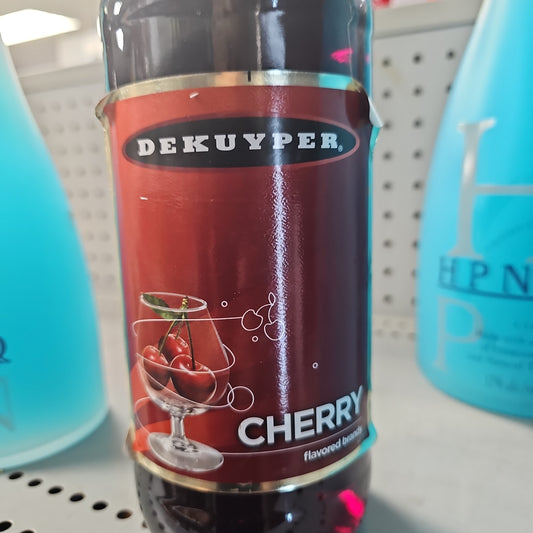 DEKUYPER®
CHERRY
flavored brandy
H
HPN
P
Q
N